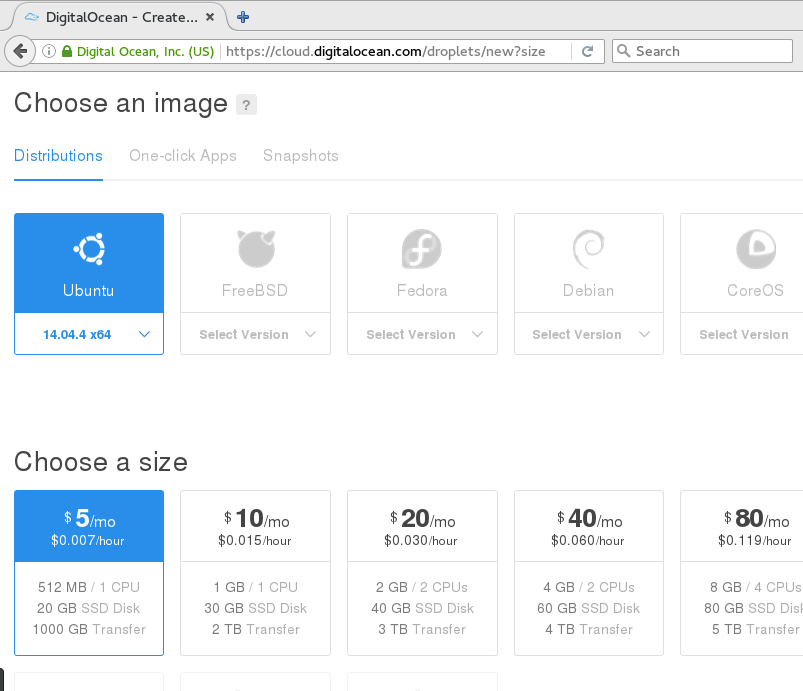 DigitalOcean - Create...
Digital Ocean, Inc. (US)
https://cloud.digitalocean.com/droplets/new?size
Search
Choose an image ?
Distributions One-click Apps Snapshots
Ubuntu FreeBSD Fedora Debian CoreOS
14.04.4 x64 Select Version Select Version Select Version Select Version
Choose a size
$ 5/mo $ 10/mo $ 20/mo $ 40/mo $ 80/mo
$0.007/hour $0.015/hour $0.030/hour $0.060/hour $0.119/hour
512 MB / 1 CPU 1 GB / 1 CPU 2 GB / 2 CPUs 4 GB / 2 CPUs 8 GB / 4 CPUs
20 GB SSD Disk 30 GB SSD Disk 40 GB SSD Disk 60 GB SSD Disk 80 GB SSD Disk
1000 GB Transfer 2 TB Transfer 3 TB Transfer 4 TB Transfer 5 TB Transfer